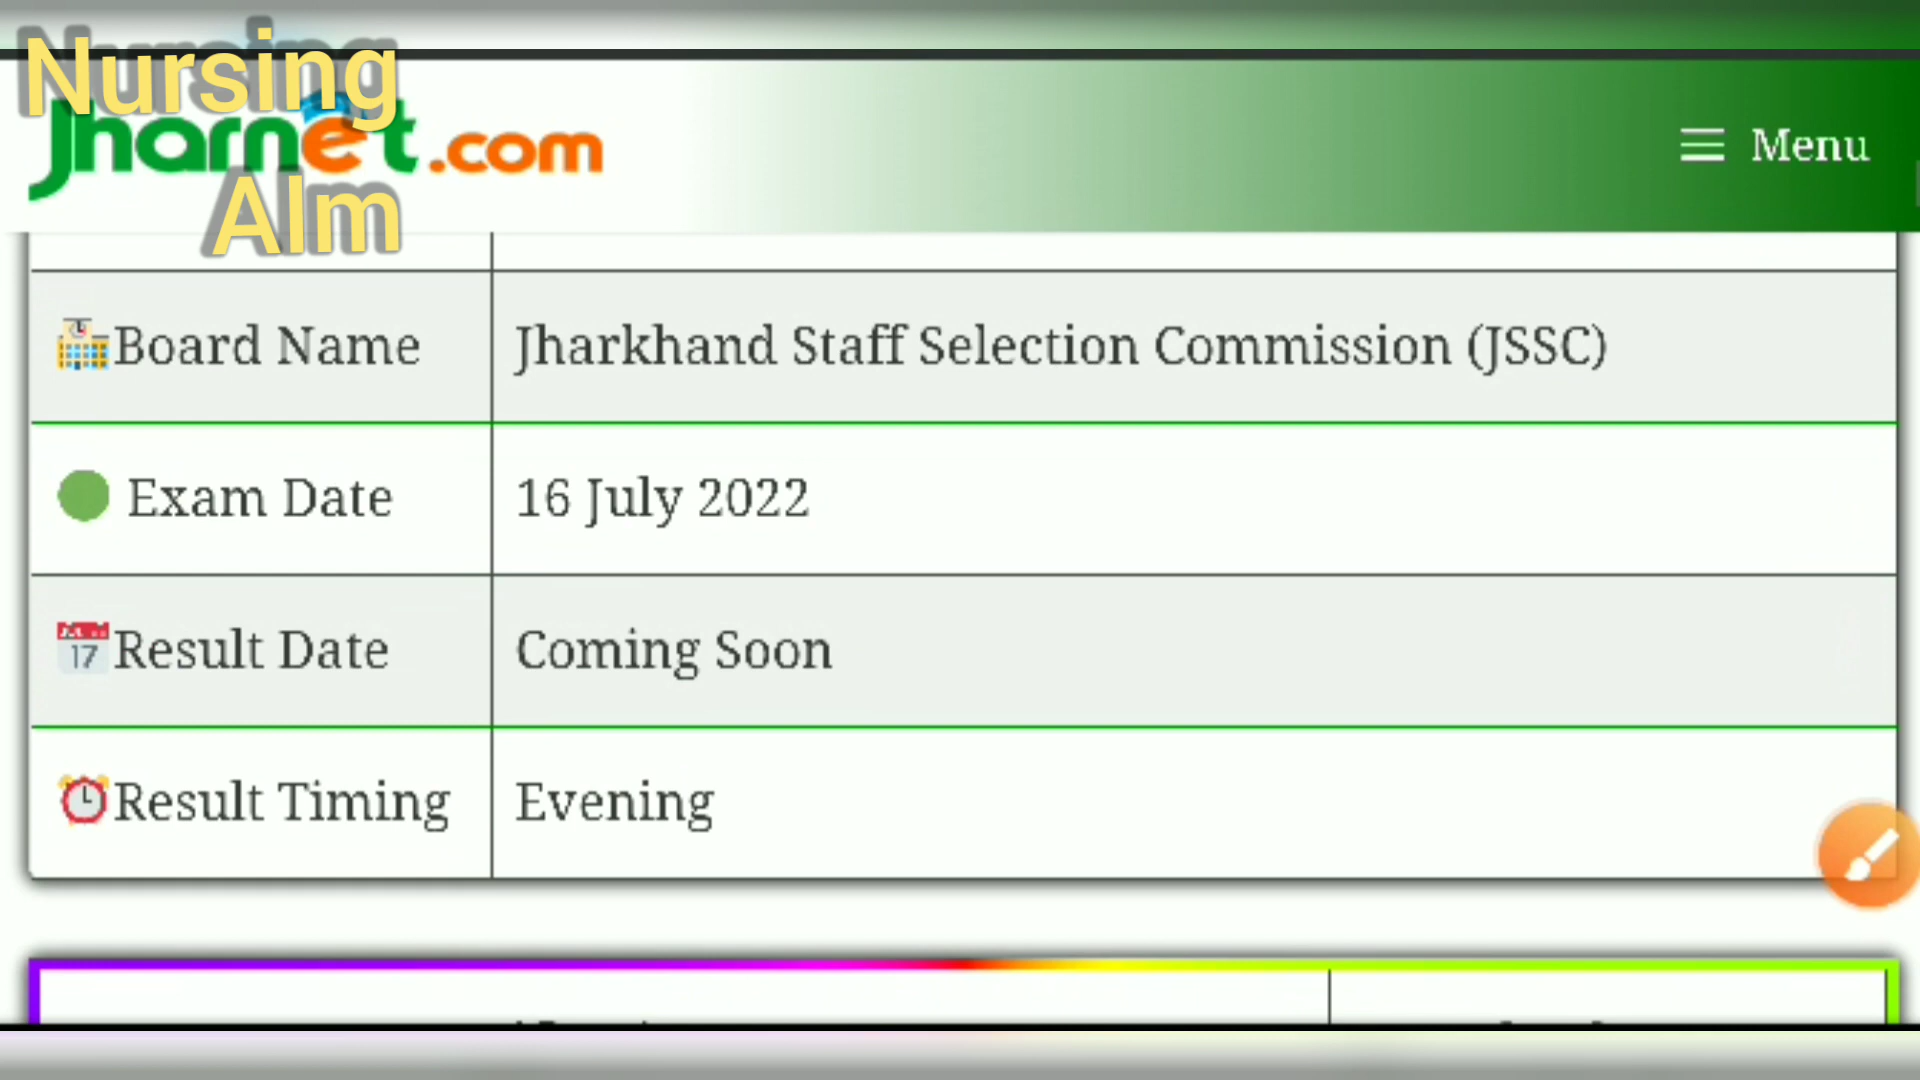 Nursing
Jharnet.com
Alm
Menu
Board Name
Jharkhand Staff Selection Commission (JSSC)
Exam Date
16 July 2022
17
Result Date
Coming Soon
Result Timing
Evening